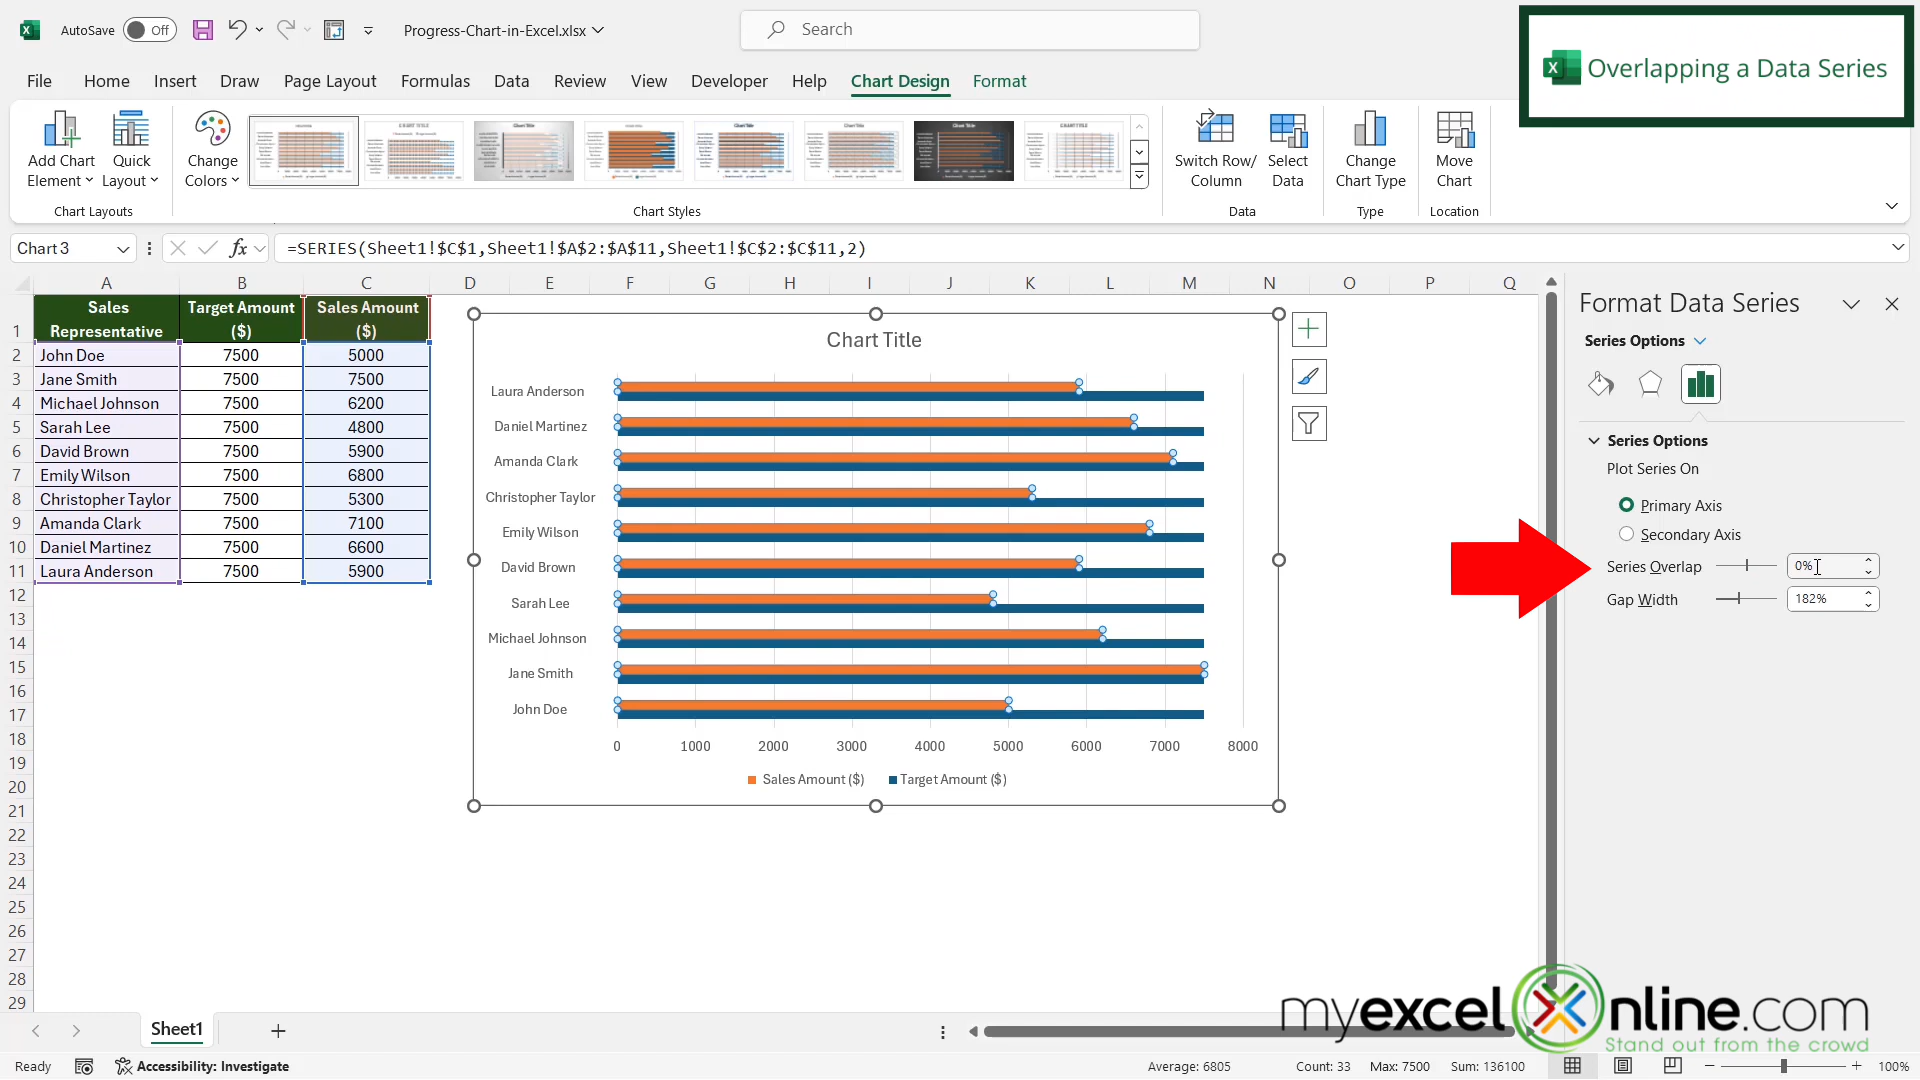 AutoSave Off Progress-Chart-in-Excel.xlsx Search
Overlapping a Data Series
File Home Insert Draw Page Layout Formulas Data Review View Developer Help Chart Design Format
Add Chart Element
Quick Layout
Change Colors
Switch Row/ Column
Select Data
Change Chart Type
Move Chart
Chart Layouts Chart Styles Data Type Location
Chart 3 fx =SERIES(Sheet1!$C$1,Sheet1!$A$2:$A$11,Sheet1!$C$2:$C$11,2)
A B C D E F G H I J K L M N O P Q
Sales Target Amount Sales Amount
1 Representative ($) ($)
2 John Doe 7500 5000
3 Jane Smith 7500 7500
4 Michael Johnson 7500 6200
5 Sarah Lee 7500 4800
6 David Brown 7500 5900
7 Emily Wilson 7500 6800
8 Christopher Taylor 7500 5300
9 Amanda Clark 7500 7100
10 Daniel Martinez 7500 6600
11 Laura Anderson 7500 5900
12
13
14
15
16
17
18
19
20
21
22
23
24
25
26
27
28
29
Chart Title
Laura Anderson
Daniel Martinez
Amanda Clark
Christopher Taylor
Emily Wilson
David Brown
Sarah Lee
Michael Johnson
Jane Smith
John Doe
0 1000 2000 3000 4000 5000 6000 7000 8000
Sales Amount ($) Target Amount ($)
Format Data Series
Series Options
Series Options
Plot Series On
Primary Axis
Secondary Axis
Series Overlap 0%
Gap Width 182%
myexcelonline.com
Stand out from the crowd
Sheet1
Ready Accessibility: Investigate Average: 6805 Count: 33 Max: 7500 Sum: 136100 100%